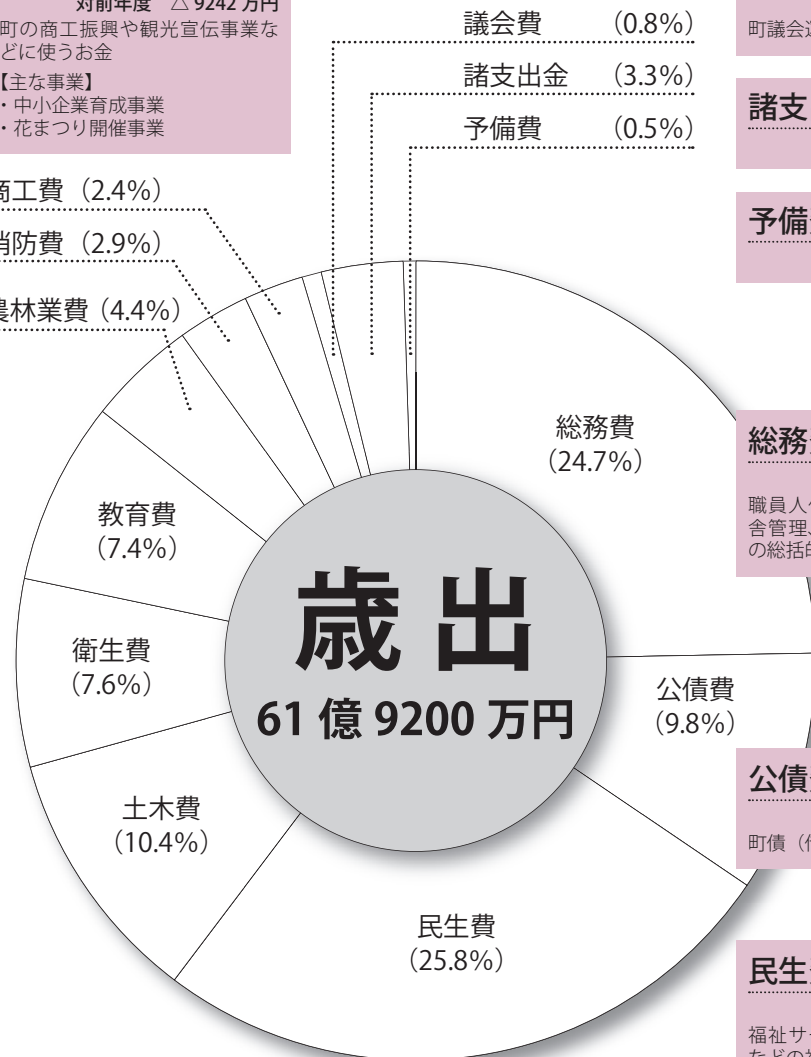 対前年度　△ 9242 万円
町の商工振興や観光宣伝事業な
どに使うお金
【主な事業】
・中小企業育成事業
・花まつり開催事業
議会費　（0.8%）
諸支出金　（3.3%）
予備費　（0.5%）
商工費（2.4%）
消防費（2.9%）
農林業費（4.4%）
総務費
（24.7%）
教育費
（7.4%）
衛生費
（7.6%）
土木費
（10.4%）
民生費
（25.8%）
公債費
（9.8%）
歳 出
61 億 9200 万円
町議会
諸支
予備
総務
職員人
舎管理、
の総括
公債
町債（
民生
福祉サ